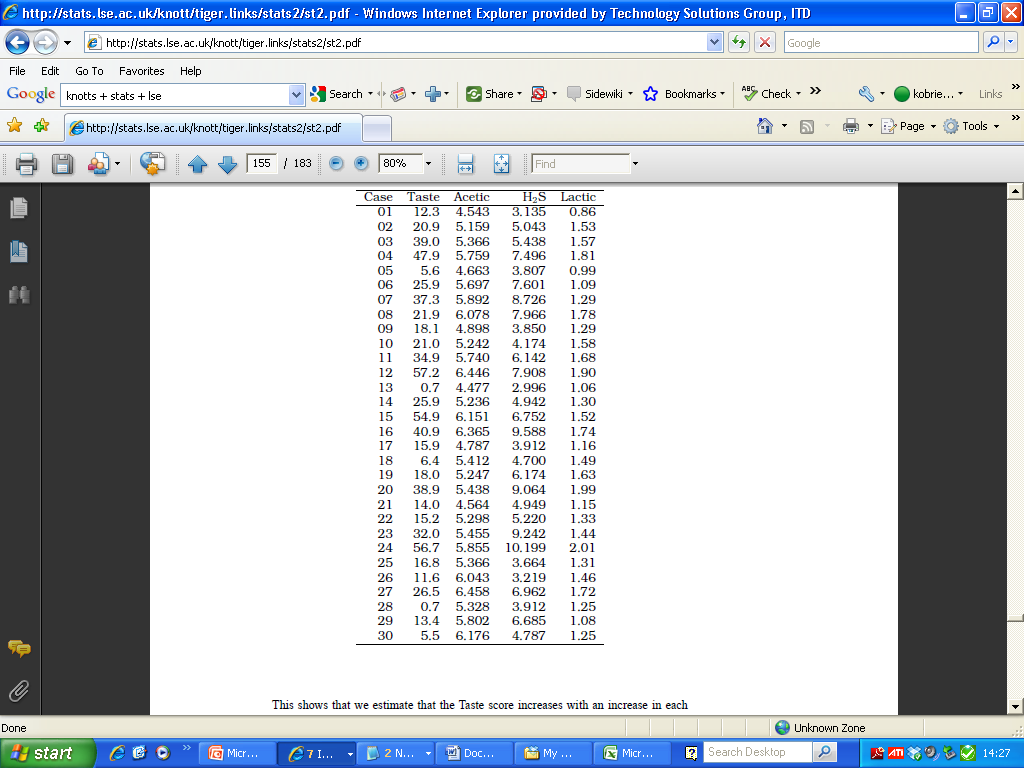 http://stats.lse.ac.uk/knott/tiger.links/stats2/st2.pdf - Windows Internet Explorer provided by Technology Solutions Group, ITD
http://stats.lse.ac.uk/knott/tiger.links/stats2/st2.pdf Google
File Edit Go To Favorites Help
Google knotts + stats + lse Search Share Sidewiki Bookmarks ABC Check >> kobrie... Links >>
http://stats.lse.ac.uk/knott/tiger.links/stats2/st2.pdf Page Tools >>
155 / 183 80% Find
Case Taste Acetic H₂S Lactic
01 12.3 4.543 3.135 0.86
02 20.9 5.159 5.043 1.53
03 39.0 5.366 5.438 1.57
04 47.9 5.759 7.496 1.81
05 5.6 4.663 3.807 0.99
06 25.9 5.697 7.601 1.09
07 37.3 5.892 8.726 1.29
08 21.9 6.078 7.966 1.78
09 18.1 4.898 3.850 1.29
10 21.0 5.242 4.174 1.58
11 34.9 5.740 6.142 1.68
12 57.2 6.446 7.908 1.90
13 0.7 4.477 2.996 1.06
14 25.9 5.236 4.942 1.30
15 54.9 6.151 6.752 1.52
16 40.9 6.365 9.588 1.74
17 15.9 4.787 3.912 1.16
18 6.4 5.412 4.700 1.49
19 18.0 5.247 6.174 1.63
20 38.9 5.438 9.064 1.99
21 14.0 4.564 4.949 1.15
22 15.2 5.298 5.220 1.33
23 32.0 5.455 9.242 1.44
24 56.7 5.855 10.199 2.01
25 16.8 5.366 3.664 1.31
26 11.6 6.043 3.219 1.46
27 26.5 6.458 6.962 1.72
28 0.7 5.328 3.912 1.25
29 13.4 5.802 6.685 1.08
30 5.5 6.176 4.787 1.25
This shows that we estimate that the Taste score increases with an increase in each
Done Unknown Zone
start >> Micr... 7 I... 2 N... Doc... My ... Micr... ? Search Desktop ATI 14:27